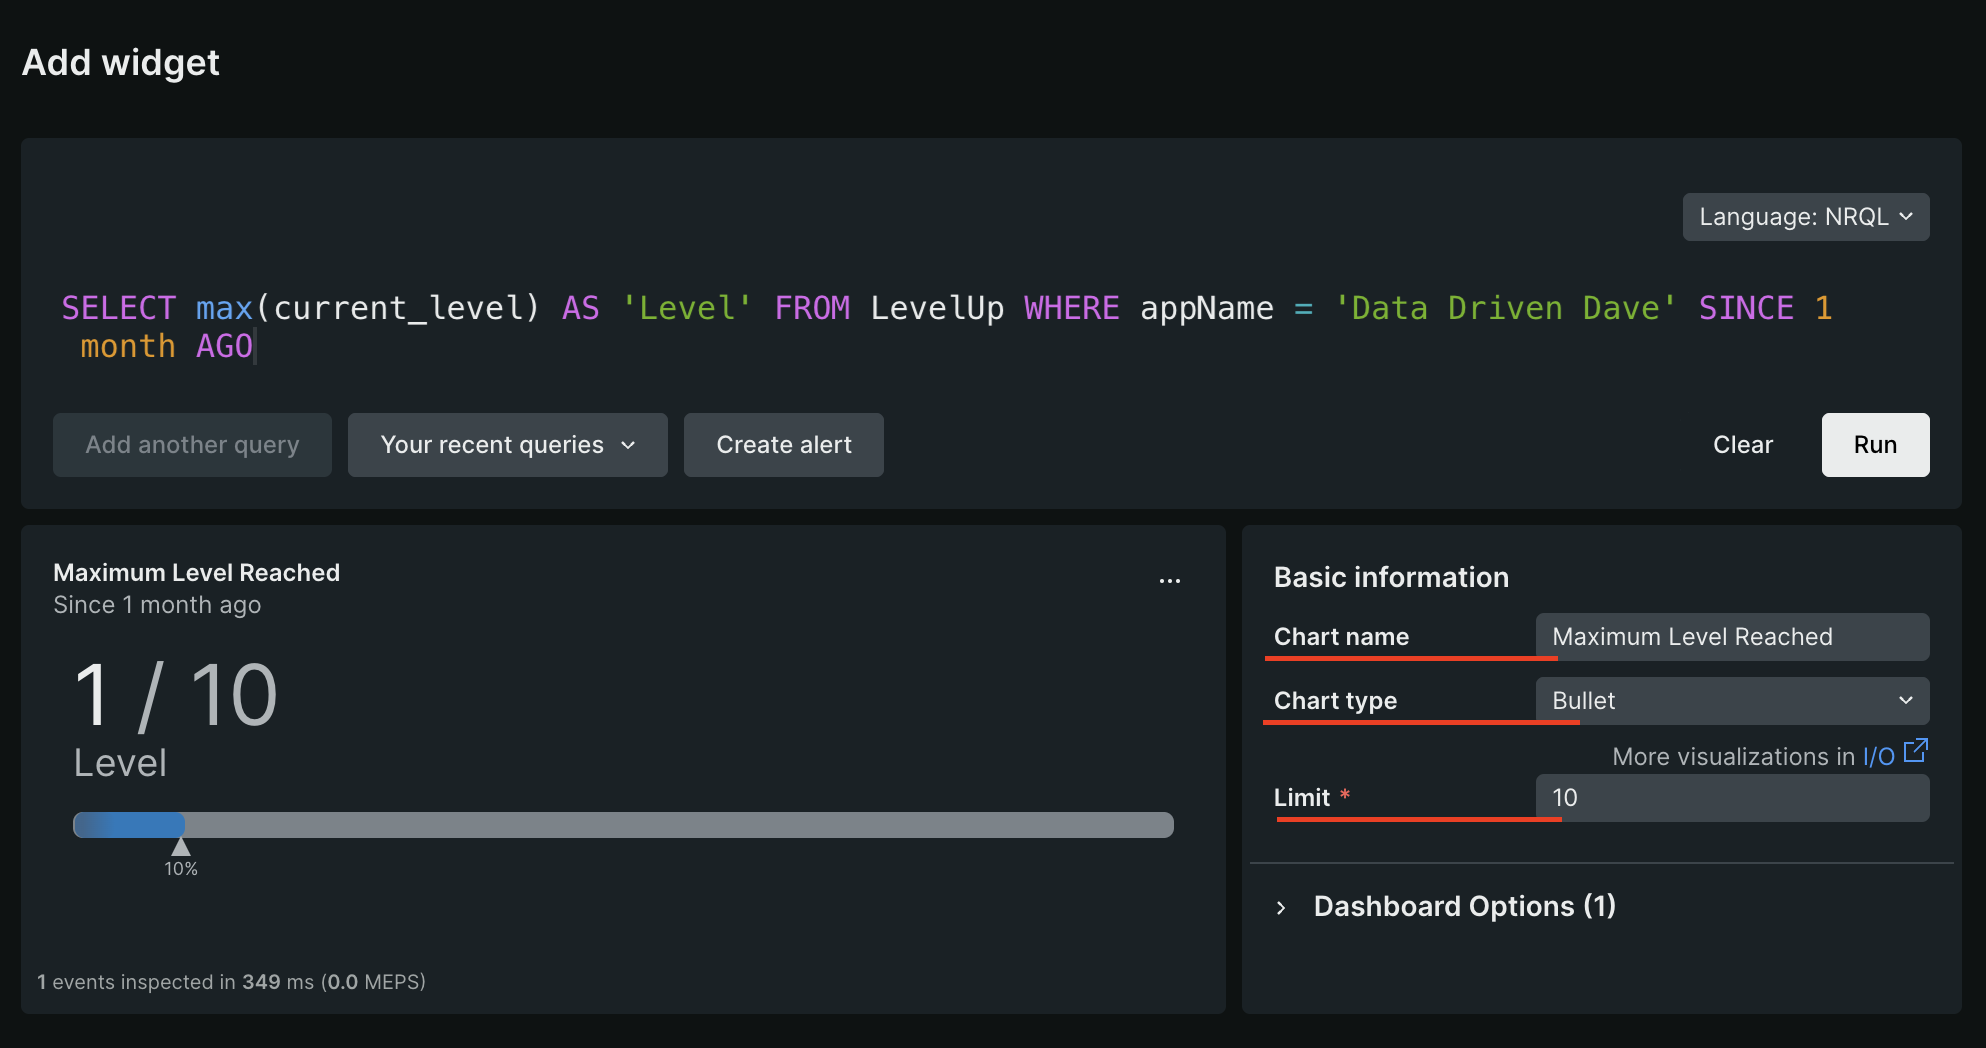 Add widget
Language: NRQL
SELECT max(current_level) AS 'Level' FROM LevelUp WHERE appName = 'Data Driven Dave' SINCE 1
month AGO
Add another query
Your recent queries
Create alert
Clear
Run
Maximum Level Reached
Since 1 month ago
...
1 / 10
Level
10%
1 events inspected in 349 ms (0.0 MEPS)
Basic information
Chart name
Maximum Level Reached
Chart type
Bullet
More visualizations in I/O
Limit *
10
Dashboard Options (1)